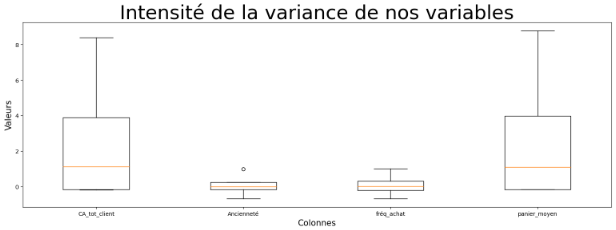 Intensité de la variance de nos variables
Valeurs
8
6
4
2
0
CA_tot_client
Ancienneté
fréq_achat
panier_moyen
Colonnes